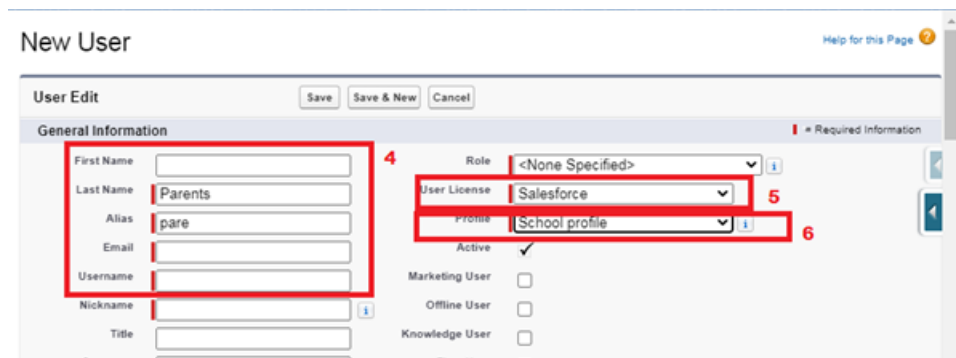 New User
Help for this Page
User Edit
Save
Save & New
Cancel
General Information
= Required Information
First Name
4
Role
<None Specified>
Last Name
Parents
User License
Salesforce
5
Alias
pare
Profile
School profile
6
Email
Active
Username
Marketing User
Nickname
Offline User
Title
Knowledge User